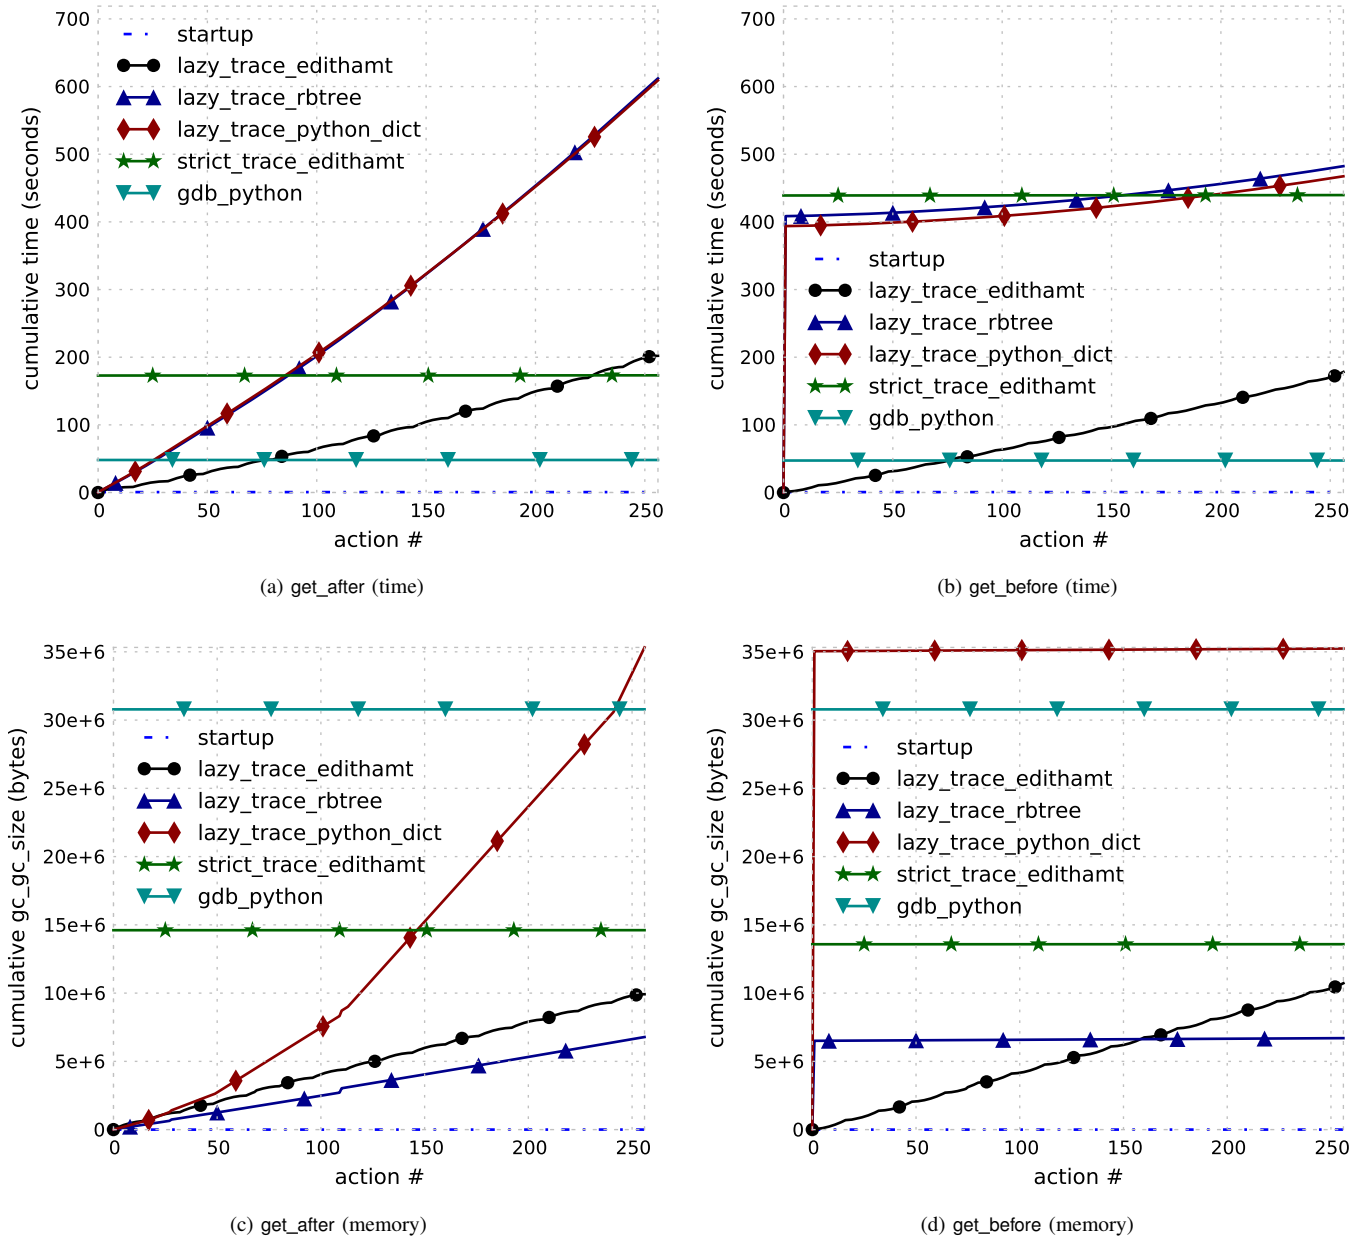 700
600
500
400
300
200
100
0
cumulative time (seconds)
startup
lazy_trace_edithamt
lazy_trace_rbtree
lazy_trace_python_dict
strict_trace_edithamt
gdb_python
0 50 100 150 200 250
action #
(a) get_after (time)
700
600
500
400
300
200
100
0
cumulative time (seconds)
startup
lazy_trace_edithamt
lazy_trace_rbtree
lazy_trace_python_dict
strict_trace_edithamt
gdb_python
0 50 100 150 200 250
action #
(b) get_before (time)
35e+6
30e+6
25e+6
20e+6
15e+6
10e+6
5e+6
0
cumulative gc_gc_size (bytes)
startup
lazy_trace_edithamt
lazy_trace_rbtree
lazy_trace_python_dict
strict_trace_edithamt
gdb_python
0 50 100 150 200 250
action #
(c) get_after (memory)
35e+6
30e+6
25e+6
20e+6
15e+6
10e+6
5e+6
0
cumulative gc_gc_size (bytes)
startup
lazy_trace_edithamt
lazy_trace_rbtree
lazy_trace_python_dict
strict_trace_edithamt
gdb_python
0 50 100 150 200 250
action #
(d) get_before (memory)